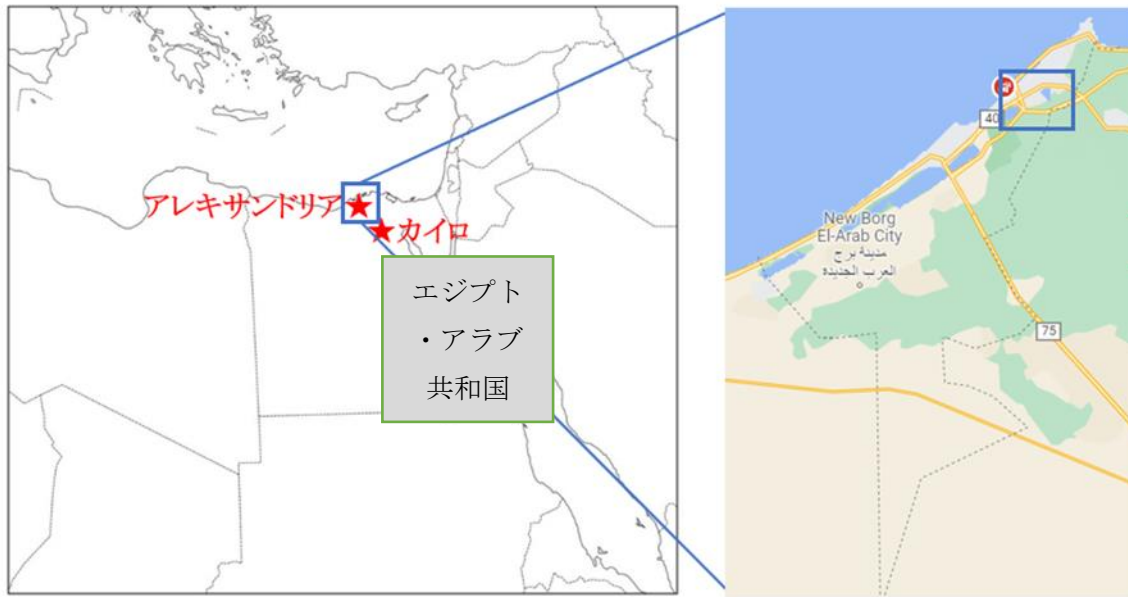 アレキサンドリア
カイロ
エジプト
・アラブ
共和国
40
New Borg
El-Arab City
مدينة برج
العرب الجديدة
75